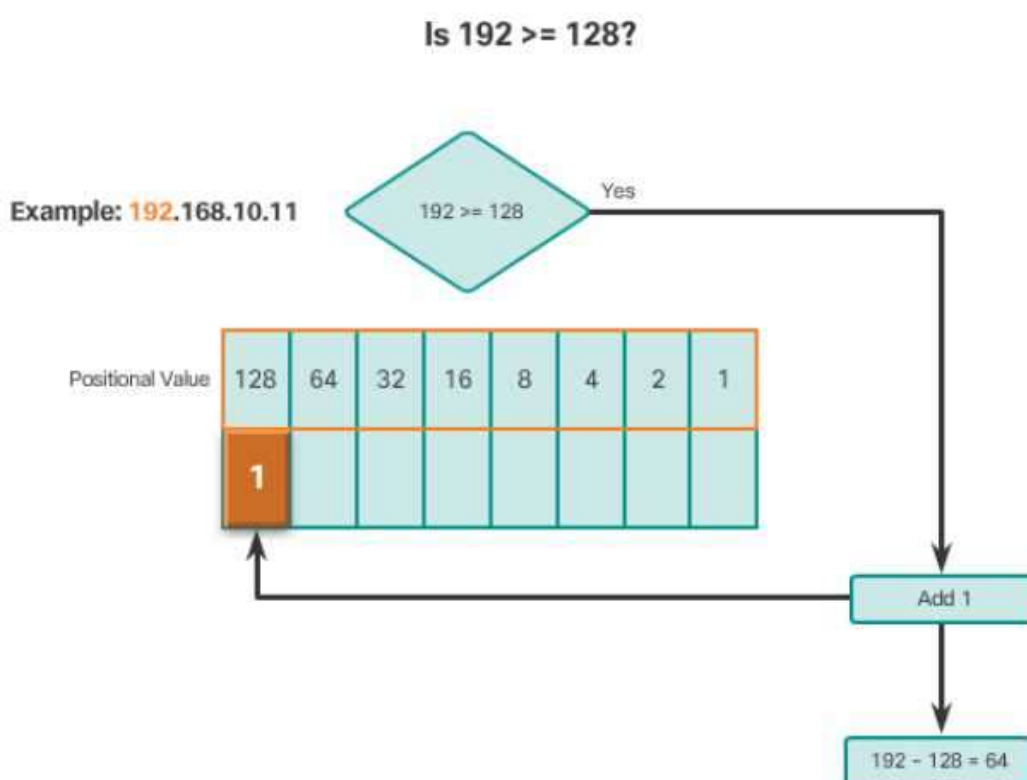 Is 192 >= 128?
Example: 192.168.10.11
192 >= 128
Yes
Positional Value 128 64 32 16 8 4 2 1
1
Add 1
192 - 128 = 64